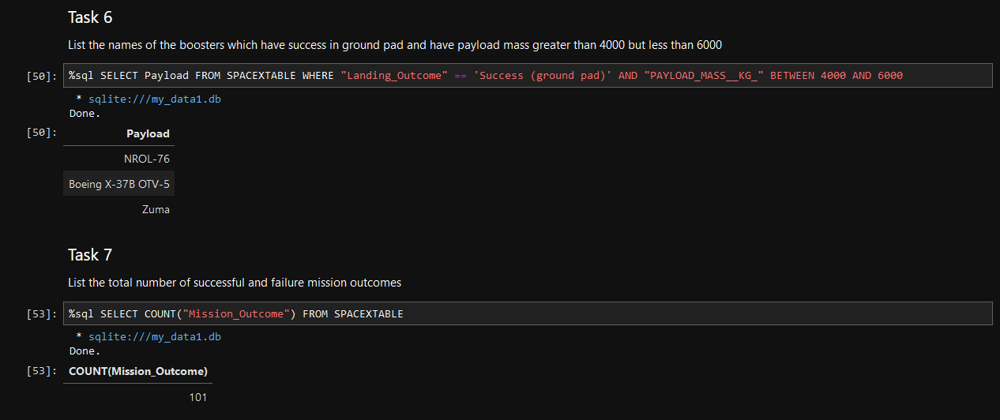 Task 6
List the names of the boosters which have success in ground pad and have payload mass greater than 4000 but less than 6000
[50]: %sql SELECT Payload FROM SPACEXTABLE WHERE "Landing_Outcome" == 'Success (ground pad)' AND "PAYLOAD_MASS__KG_" BETWEEN 4000 AND 6000
* sqlite:///my_data1.db
Done.
[50]: Payload
NROL-76
Boeing X-37B OTV-5
Zuma
Task 7
List the total number of successful and failure mission outcomes
[53]: %sql SELECT COUNT("Mission_Outcome") FROM SPACEXTABLE
* sqlite:///my_data1.db
Done.
[53]: COUNT(Mission_Outcome)
101